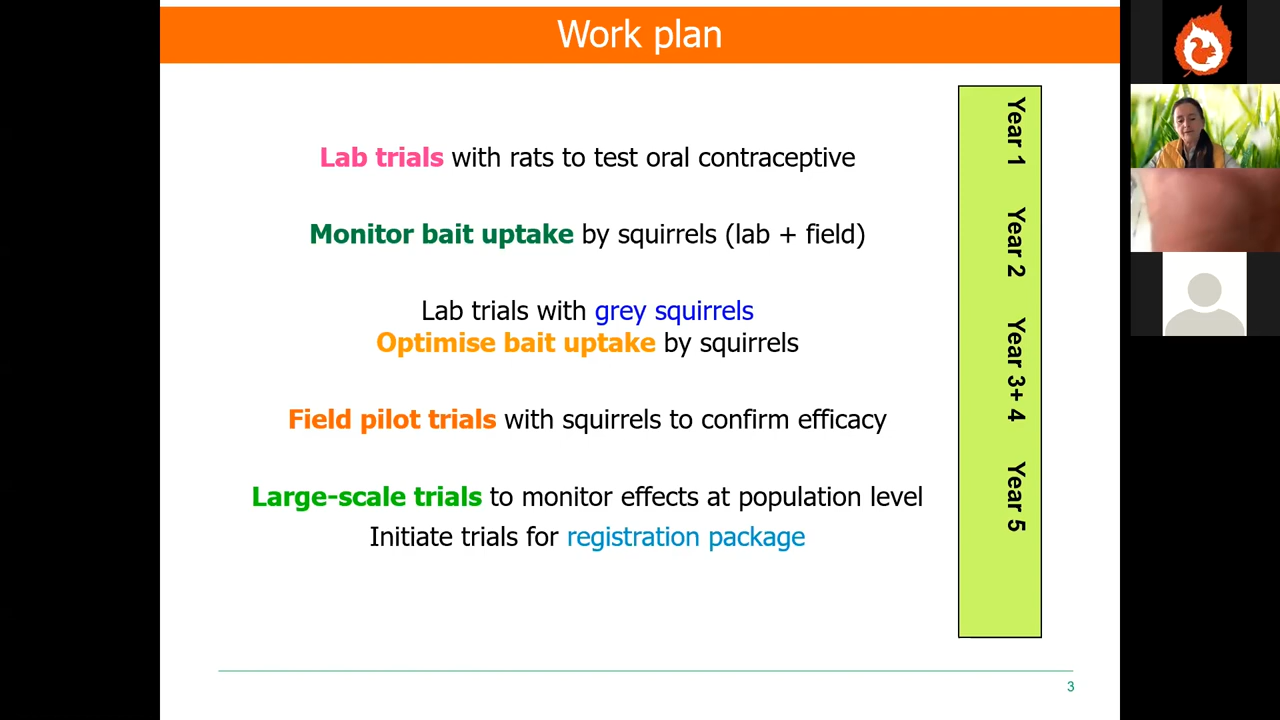 Work plan
Lab trials with rats to test oral contraceptive
Monitor bait uptake by squirrels (lab + field)
Lab trials with grey squirrels
Optimise bait uptake by squirrels
Field pilot trials with squirrels to confirm efficacy
Large-scale trials to monitor effects at population level
Initiate trials for registration package
Year 1
Year 2
Year 3+ 4
Year 5
3